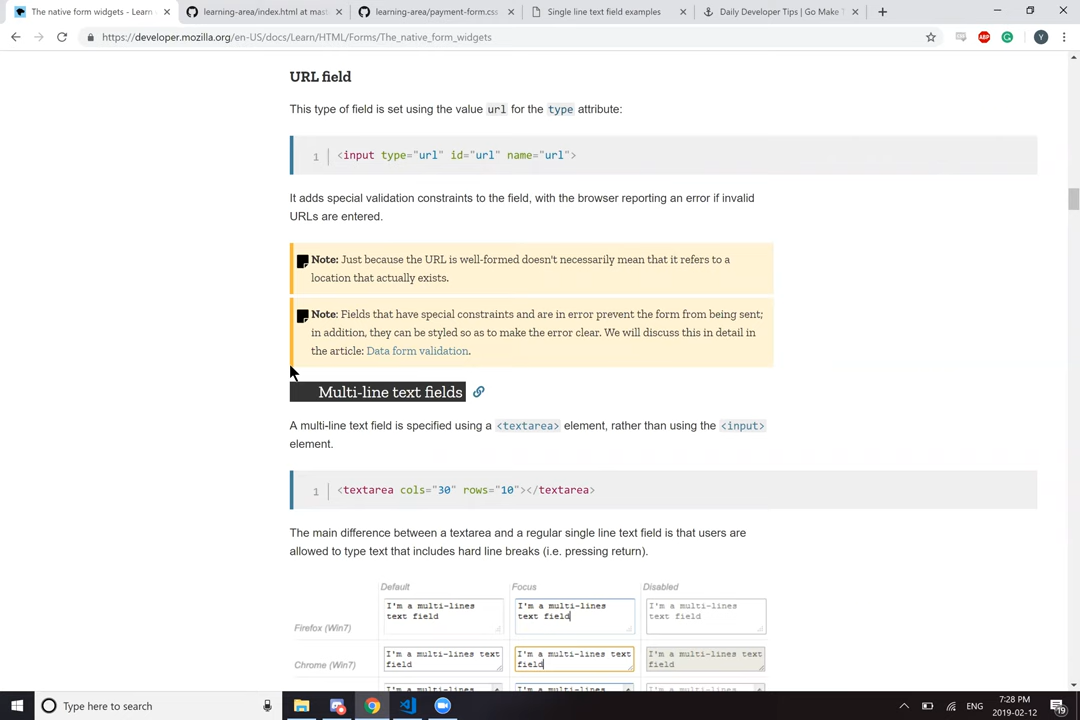 The native form widgets - Learn
learning-area/index.html at mast
learning-area/payment-form.css
Single line text field examples
Daily Developer Tips | Go Make T
https://developer.mozilla.org/en-US/docs/Learn/HTML/Forms/The_native_form_widgets
ABP
Y
URL field
This type of field is set using the value url for the type attribute:
1 <input type="url" id="url" name="url">
It adds special validation constraints to the field, with the browser reporting an error if invalid
URLs are entered.
Note: Just because the URL is well-formed doesn't necessarily mean that it refers to a
location that actually exists.
Note: Fields that have special constraints and are in error prevent the form from being sent;
in addition, they can be styled so as to make the error clear. We will discuss this in detail in
the article: Data form validation.
Multi-line text fields
A multi-line text field is specified using a <textarea> element, rather than using the <input>
element.
1 <textarea cols="30" rows="10"></textarea>
The main difference between a textarea and a regular single line text field is that users are
allowed to type text that includes hard line breaks (i.e. pressing return).
Default Focus Disabled
I'm a multi-lines I'm a multi-lines I'm a multi-lines
text field text field text field
Firefox (Win7)
I'm a multi-lines text I'm a multi-lines text I'm a multi-lines text
field field field
Chrome (Win7)
Type here to search
ENG
7:28 PM
2019-02-12
19